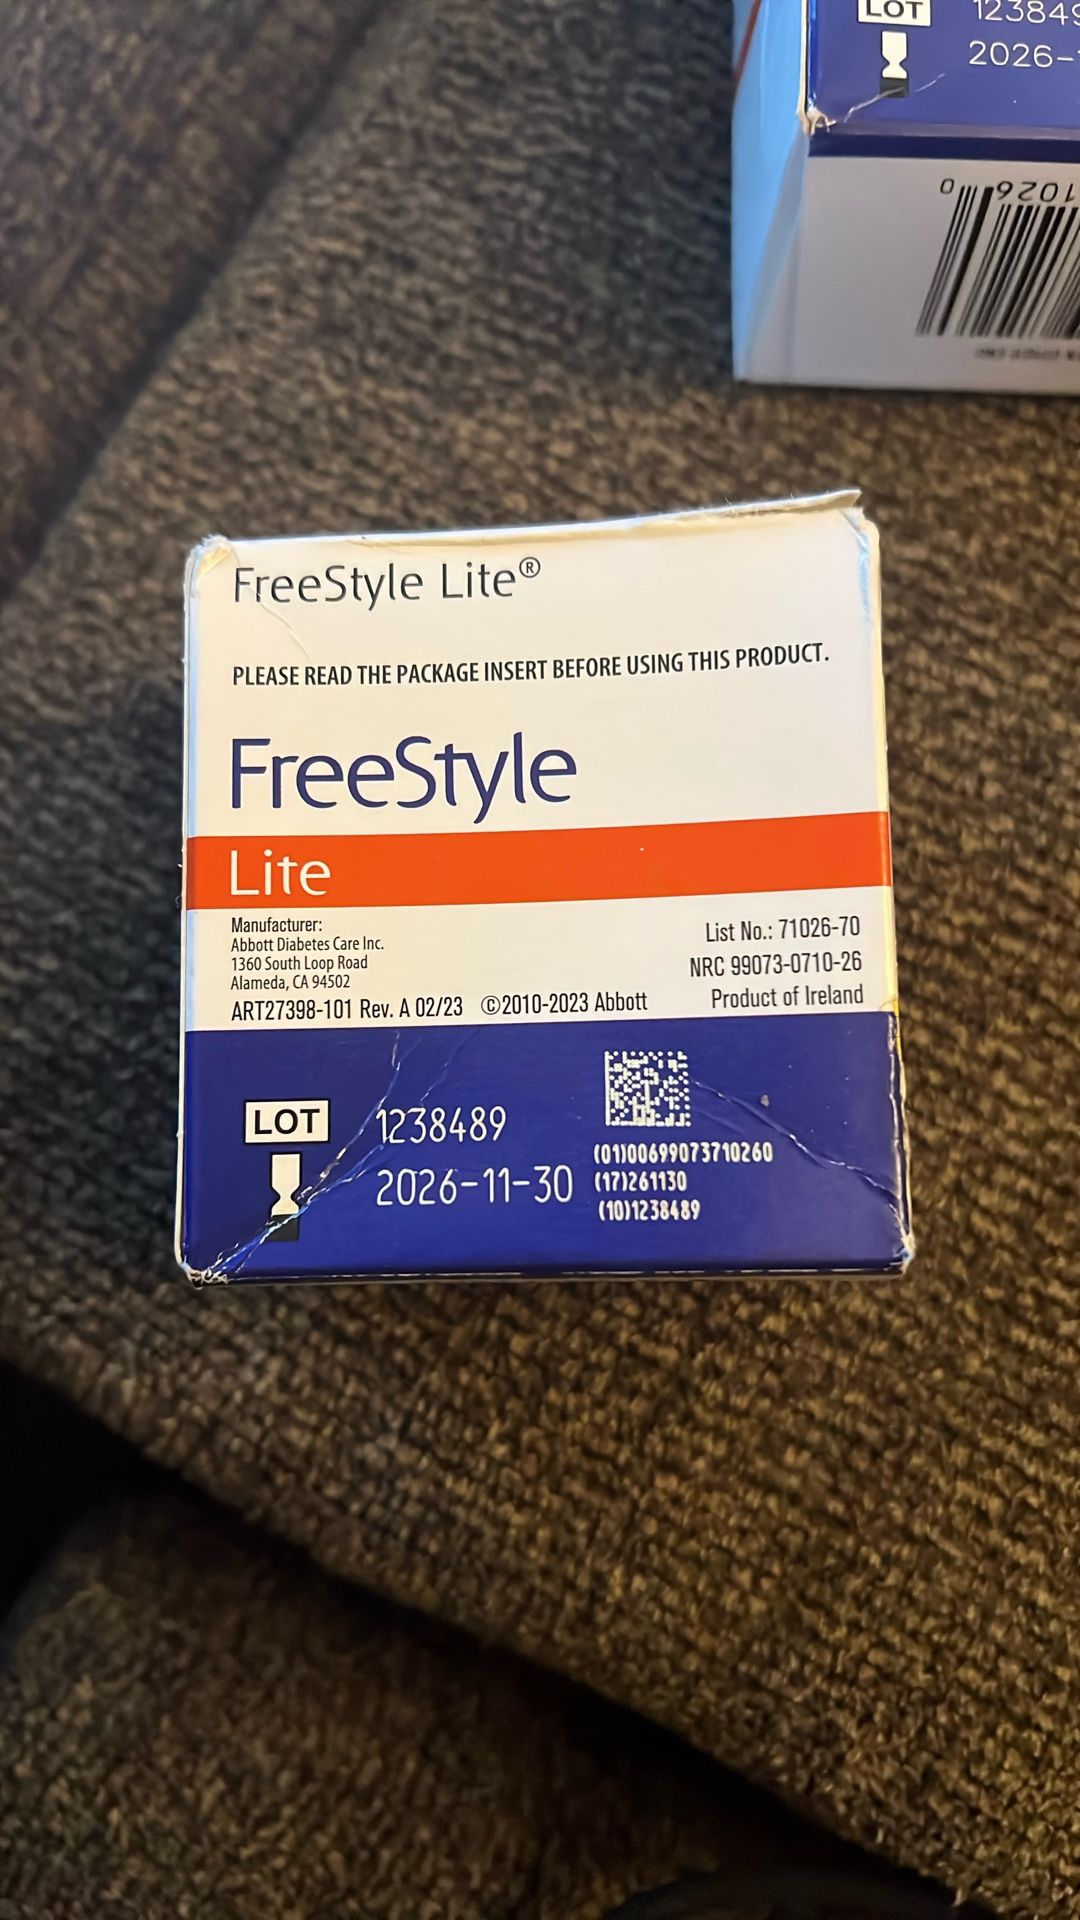 LOT 123849
2026-
0 1026
FreeStyle Lite®
PLEASE READ THE PACKAGE INSERT BEFORE USING THIS PRODUCT.
FreeStyle
Lite
Manufacturer:
Abbott Diabetes Care Inc.
1360 South Loop Road
Alameda, CA 94502
ART27398-101 Rev. A 02/23 ©2010-2023 Abbott
List No.: 71026-70
NRC 99073-0710-26
Product of Ireland
LOT 1238489
2026-11-30
(01)00699073710260
(17)261130
(10)1238489